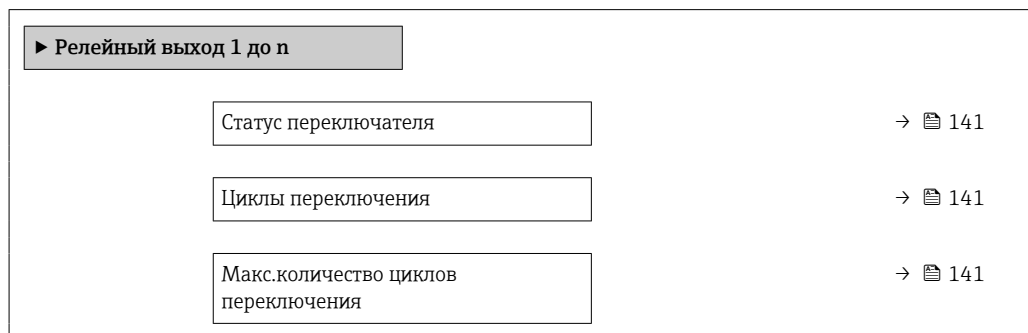 ▶ Релейный выход 1 до n
Статус переключателя → 141
Циклы переключения → 141
Макс.количество циклов → 141
переключения